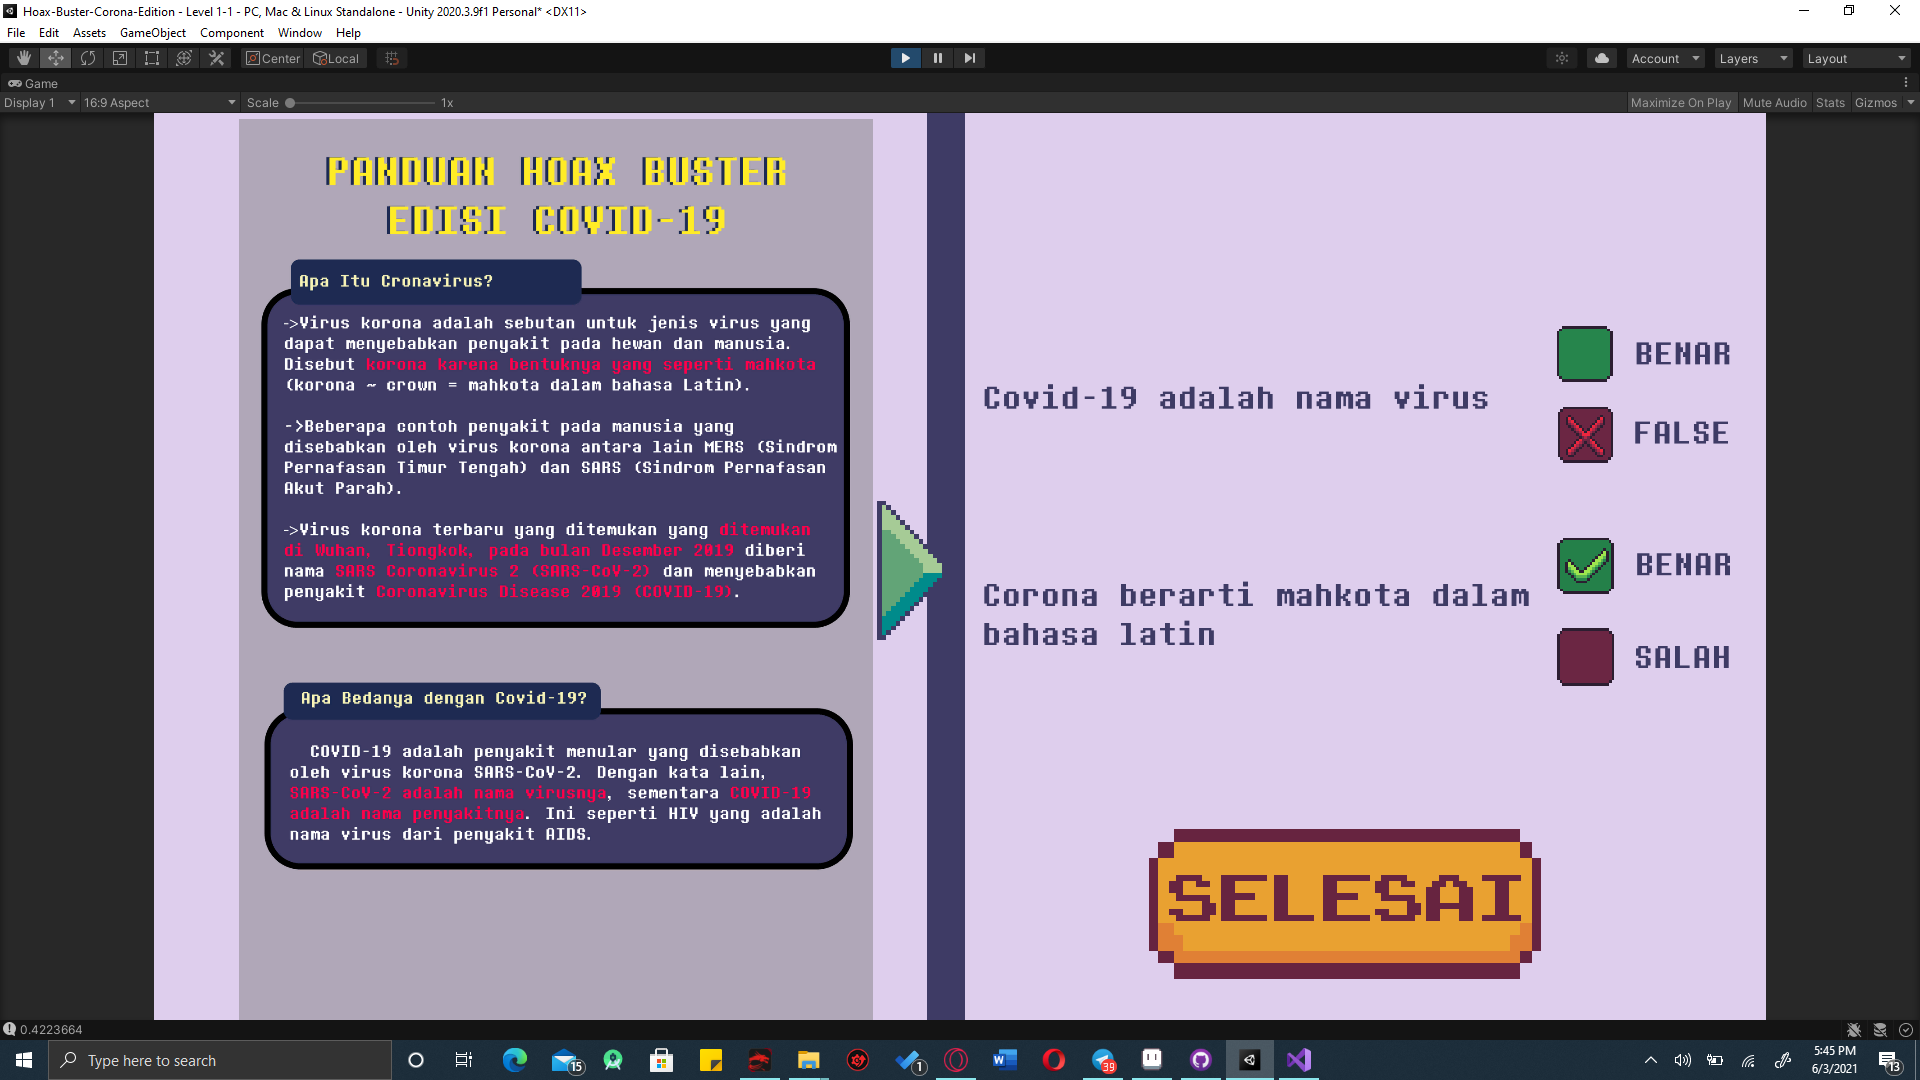 Hoax-Buster-Corona-Edition - Level 1-1 - PC, Mac & Linux Standalone - Unity 2020.3.9f1 Personal* <DX11>
File Edit Assets GameObject Component Window Help
Center Local Account Layers Layout
Game
Display 1 16:9 Aspect Scale 1x Maximize On Play Mute Audio Stats Gizmos
PANDUAN HOAX BUSTER
EDISI COVID-19
Apa Itu Cronavirus?
->Virus korona adalah sebutan untuk jenis virus yang
dapat menyebabkan penyakit pada hewan dan manusia.
Disebut korona karena bentuknya yang seperti mahkota
(korona ~ crown = mahkota dalam bahasa Latin).
->Beberapa contoh penyakit pada manusia yang
disebabkan oleh virus korona antara lain MERS (Sindrom
Pernafasan Timur Tengah) dan SARS (Sindrom Pernafasan
Akut Parah).
->Virus korona terbaru yang ditemukan yang ditemukan
di Wuhan, Tiongkok, pada bulan Desember 2019 diberi
nama SARS Coronavirus 2 (SARS-CoV-2) dan menyebabkan
penyakit Coronavirus Disease 2019 (COVID-19).
Apa Bedanya dengan Covid-19?
COVID-19 adalah penyakit menular yang disebabkan
oleh virus korona SARS-CoV-2. Dengan kata lain,
SARS-CoV-2 adalah nama virusnya, sementara COVID-19
adalah nama penyakitnya. Ini seperti HIV yang adalah
nama virus dari penyakit AIDS.
Covid-19 adalah nama virus
BENAR
FALSE
Corona berarti mahkota dalam
bahasa latin
BENAR
SALAH
SELESAI
0.4223664
Type here to search
15
1
39
5:45 PM
6/3/2021
13